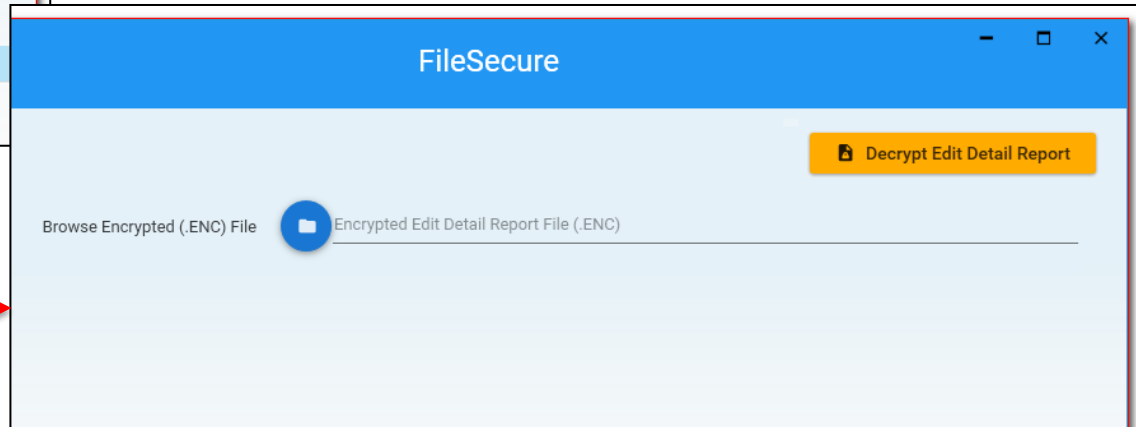 FileSecure
Decrypt Edit Detail Report
Browse Encrypted (.ENC) File Encrypted Edit Detail Report File (.ENC)